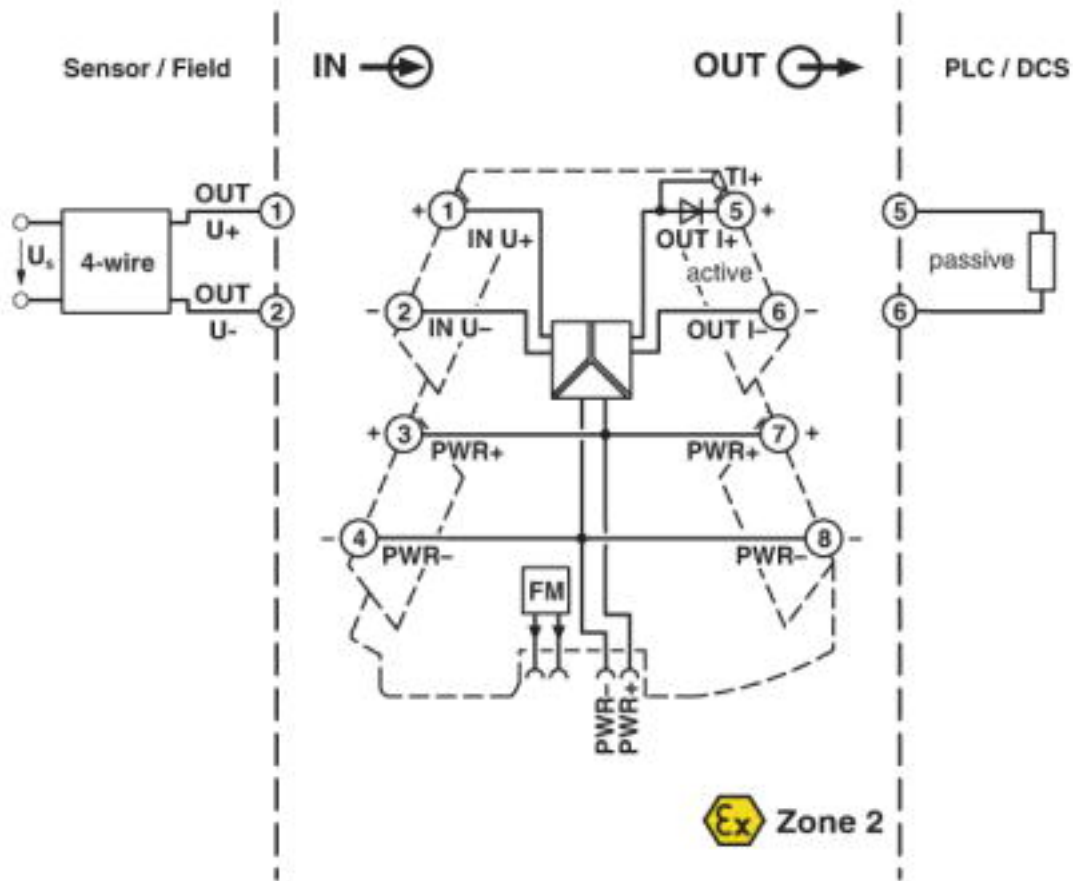 Sensor / Field
IN
OUT
PLC / DCS
OUT
U+
1
Us
4-wire
OUT
U-
2
TI+
+ 1
5 +
IN U+
OUT I+
active
- 2
6 -
IN U–
OUT I–
5
passive
6
+ 3
7 +
PWR+
PWR+
- 4
8 -
PWR–
PWR–
FM
PWR–
PWR+
Ex Zone 2